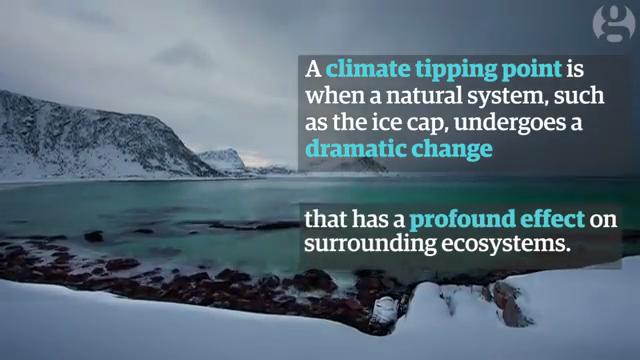 A climate tipping point is
when a natural system, such
as the ice cap, undergoes a
dramatic change
that has a profound effect on
surrounding ecosystems.